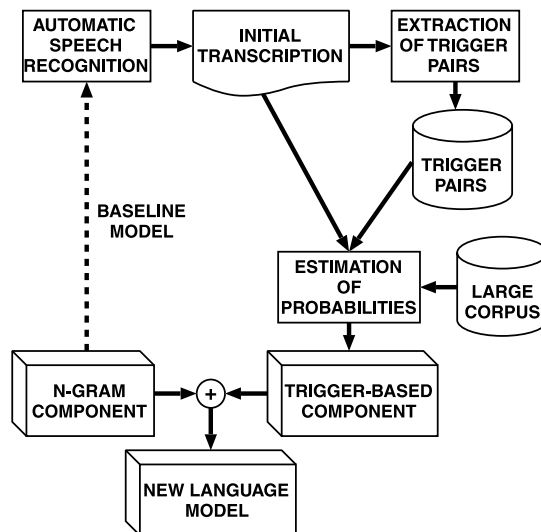 AUTOMATIC
SPEECH
RECOGNITION
INITIAL
TRANSCRIPTION
EXTRACTION
OF TRIGGER
PAIRS
TRIGGER
PAIRS
BASELINE
MODEL
ESTIMATION
OF
PROBABILITIES
LARGE
CORPUS
N-GRAM
COMPONENT
+
TRIGGER-BASED
COMPONENT
NEW LANGUAGE
MODEL